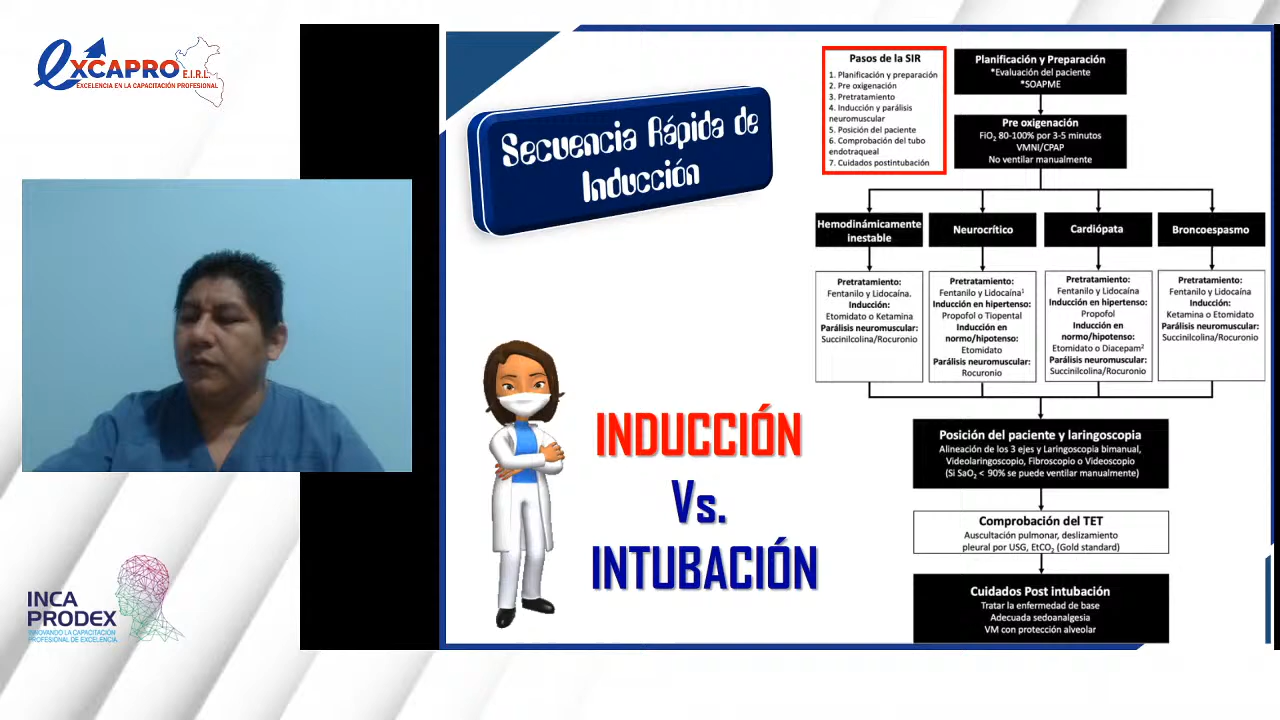 excapro E.I.R.L.
EXCELENCIA EN LA CAPACITACIÓN PROFESIONAL
Secuencia Rápida de
Inducción
Pasos de la SIR
1. Planificación y preparación
2. Pre oxigenación
3. Pretratamiento
4. Inducción y parálisis
neuromuscular
5. Posición del paciente
6. Comprobación del tubo
endotraqueal
7. Cuidados postintubación
Planificación y Preparación
*Evaluación del paciente
*SOAPME
Pre oxigenación
FiO₂ 80-100% por 3-5 minutos
VMNI/CPAP
No ventilar manualmente
Hemodinámicamente
inestable
Pretratamiento:
Fentanilo y Lidocaína.
Inducción:
Etomidato o Ketamina
Parálisis neuromuscular:
Succinilcolina/Rocuronio
Neurocrítico
Pretratamiento:
Fentanilo y Lidocaína¹
Inducción en hipertenso:
Propofol o Tiopental
Inducción en
normo/hipotenso:
Etomidato
Parálisis neuromuscular:
Rocuronio
Cardiópata
Pretratamiento:
Fentanilo y Lidocaína
Inducción en hipertenso:
Propofol
Inducción en
normo/hipotenso:
Etomidato o Diacepam²
Parálisis neuromuscular:
Succinilcolina/Rocuronio
Broncoespasmo
Pretratamiento:
Fentanilo y Lidocaína
Inducción:
Ketamina o Etomidato
Parálisis neuromuscular:
Succinilcolina/Rocuronio
INDUCCIÓN
Vs.
INTUBACIÓN
Posición del paciente y laringoscopia
Alineación de los 3 ejes y Laringoscopia bimanual,
Videolaringoscopio, Fibroscopio o Videoscopio
(Si SaO₂ < 90% se puede ventilar manualmente)
Comprobación del TET
Auscultación pulmonar, deslizamiento
pleural por USG, EtCO₂ (Gold standard)
Cuidados Post intubación
Tratar la enfermedad de base
Adecuada sedoanalgesia
VM con protección alveolar
INCA
PRODEX
INNOVANDO LA CAPACITACIÓN
PROFESIONAL DE EXCELENCIA